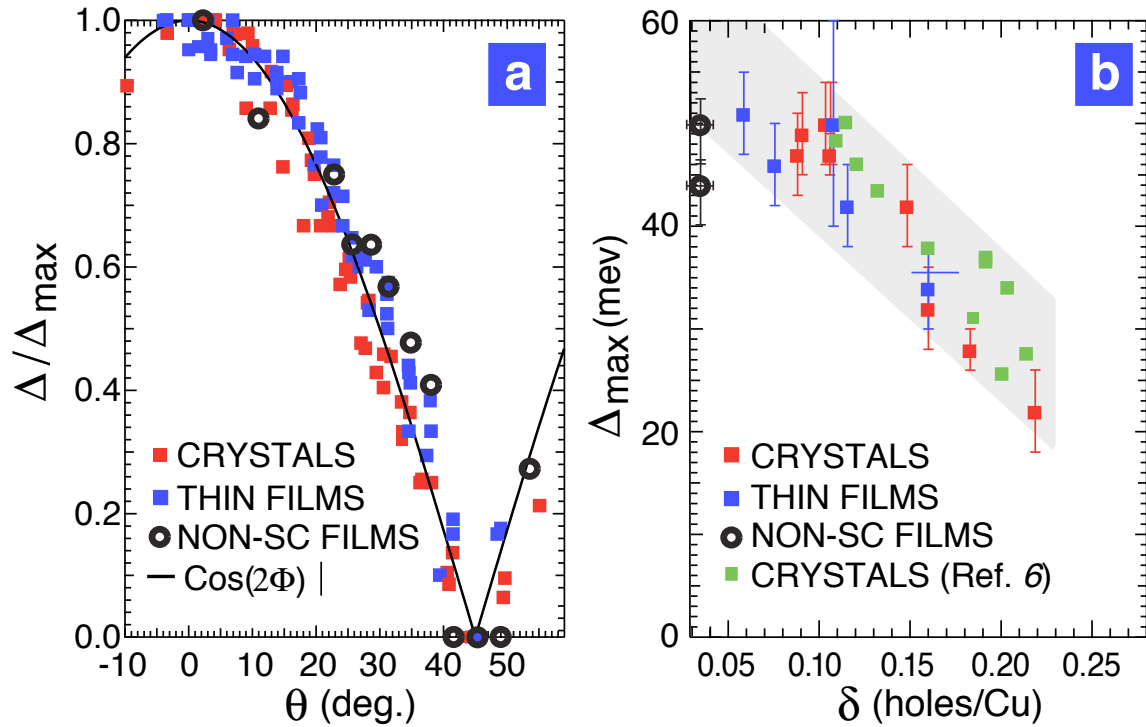 a
1.0
0.8
0.6
0.4
0.2
0.0
Δ/Δmax
CRYSTALS
THIN FILMS
NON-SC FILMS
Cos(2Φ) |
-10 0 10 20 30 40 50
θ (deg.)
b
60
40
20
0
Δmax (mev)
CRYSTALS
THIN FILMS
NON-SC FILMS
CRYSTALS (Ref. 6)
0.05 0.10 0.15 0.20 0.25
δ (holes/Cu)